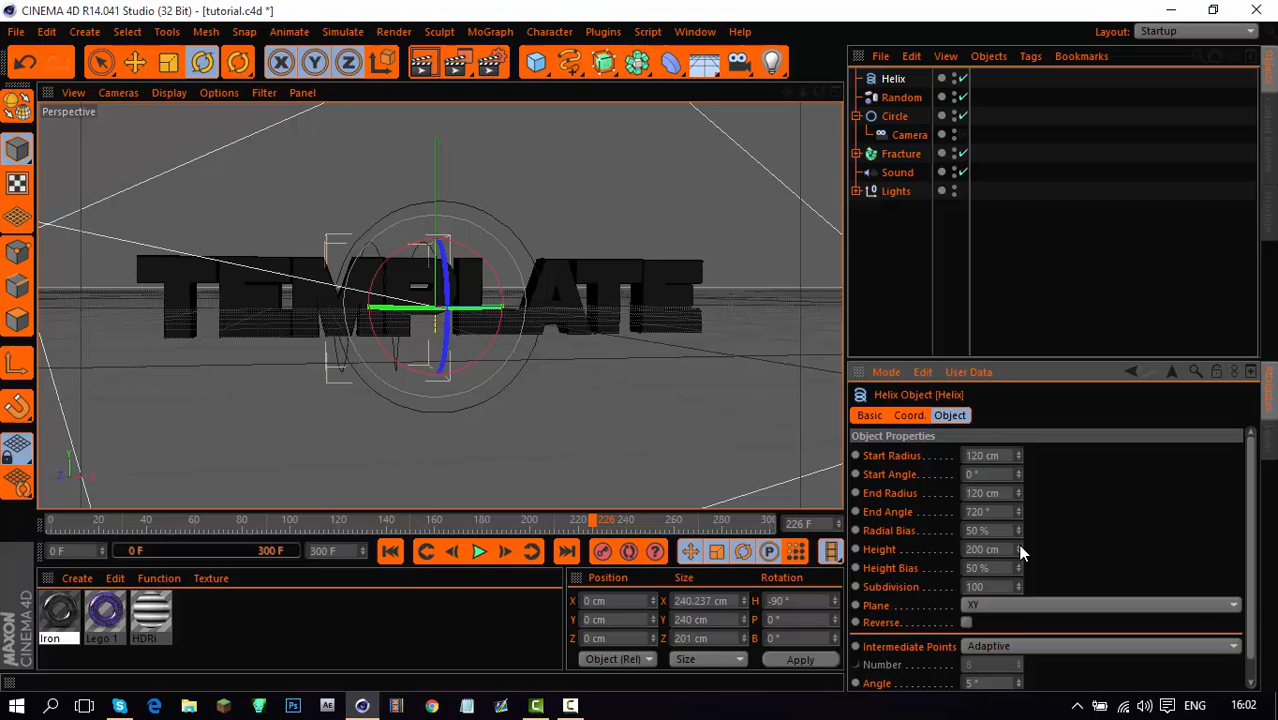 CINEMA 4D R14.041 Studio (32 Bit) - [tutorial.c4d *]
File Edit Create Select Tools Mesh Snap Animate Simulate Render Sculpt MoGraph Character Plugins Script Window Help
Layout: Startup
File Edit View Objects Tags Bookmarks
View Cameras Display Options Filter Panel
Perspective
TEMPLATE
Y
Z X
Helix
Random
Circle
Camera
Fracture
Sound
Lights
Mode Edit User Data
Helix Object [Helix]
Basic Coord. Object
Object Properties
Start Radius 120 cm
Start Angle 0 °
End Radius 120 cm
End Angle 720 °
Radial Bias 50 %
Height 200 cm
Height Bias 50 %
Subdivision 100
Plane XY
Reverse
Intermediate Points Adaptive
Number 8
Angle 5 °
0 20 40 60 80 100 120 140 160 180 200 220 226 240 260 280 300 226 F
0 F 0 F 300 F 300 F
Create Edit Function Texture
Iron Lego 1 HDRi
Position Size Rotation
X 0 cm X 240.237 cm H -90 °
Y 0 cm Y 240 cm P 0 °
Z 0 cm Z 201 cm B 0 °
Object (Rel) Size Apply
MAXON CINEMA 4D
ENG 16:02